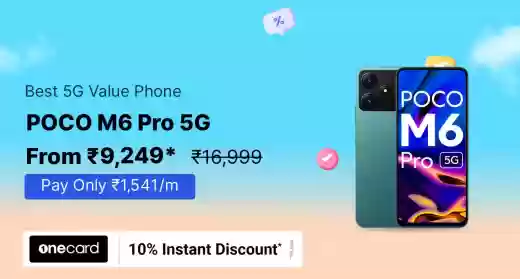 Best 5G Value Phone
POCO M6 Pro 5G
From ₹9,249* ₹16,999
Pay Only ₹1,541/m
onecard
10% Instant Discount*
POCO
M6
Pro 5G